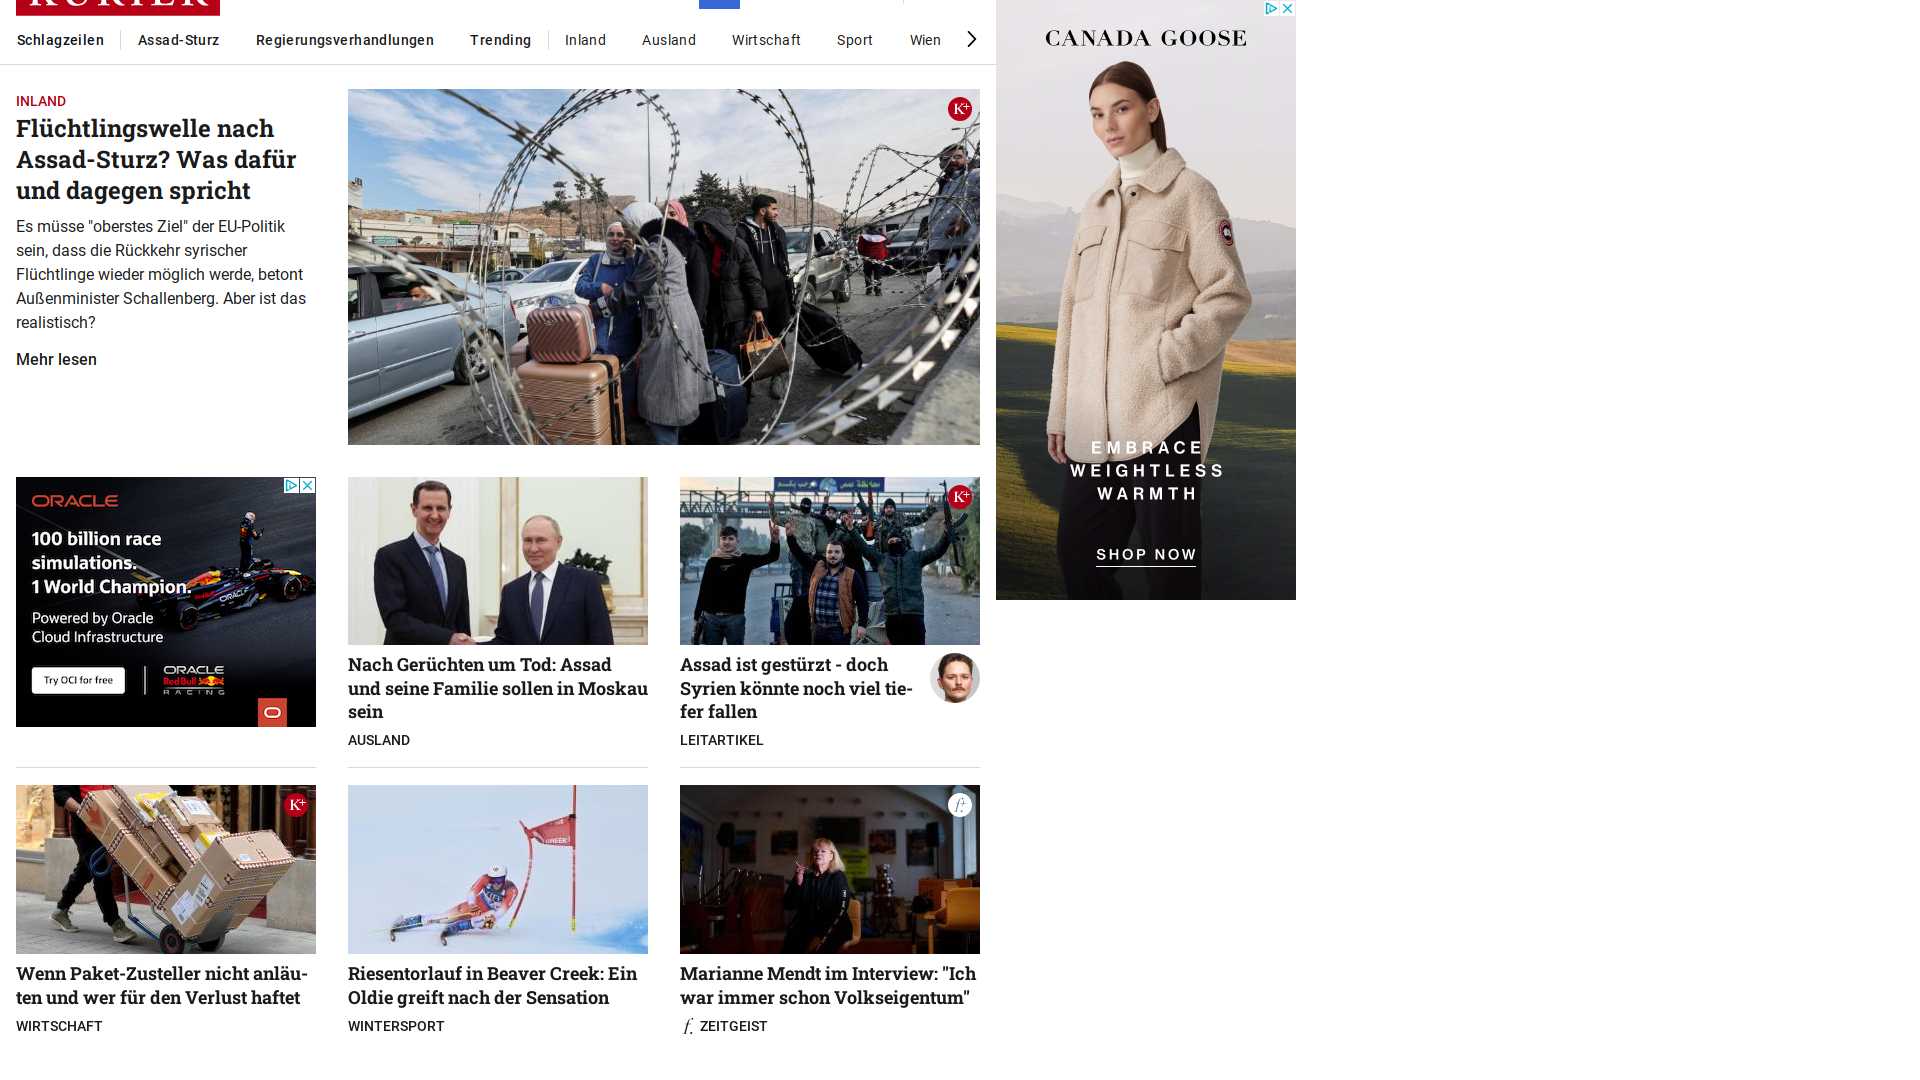 KURIER
Schlagzeilen
Assad-Sturz
Regierungsverhandlungen
Trending
Inland
Ausland
Wirtschaft
Sport
Wien
INLAND
Flüchtlingswelle nach
Assad-Sturz? Was dafür
und dagegen spricht
Es müsse "oberstes Ziel" der EU-Politik
sein, dass die Rückkehr syrischer
Flüchtlinge wieder möglich werde, betont
Außenminister Schallenberg. Aber ist das
realistisch?
Mehr lesen
K+
CANADA GOOSE
EMBRACE
WEIGHTLESS
WARMTH
SHOP NOW
ORACLE
100 billion race
simulations.
1 World Champion.
Powered by Oracle
Cloud Infrastructure
Try OCI for free
ORACLE
Red Bull
RACING
Nach Gerüchten um Tod: Assad
und seine Familie sollen in Moskau
sein
AUSLAND
K+
Assad ist gestürzt - doch
Syrien könnte noch viel tie-
fer fallen
LEITARTIKEL
K+
Wenn Paket-Zusteller nicht anläu-
ten und wer für den Verlust haftet
WIRTSCHAFT
Riesentorlauf in Beaver Creek: Ein
Oldie greift nach der Sensation
WINTERSPORT
f+
Marianne Mendt im Interview: "Ich
war immer schon Volkseigentum"
f. ZEITGEIST